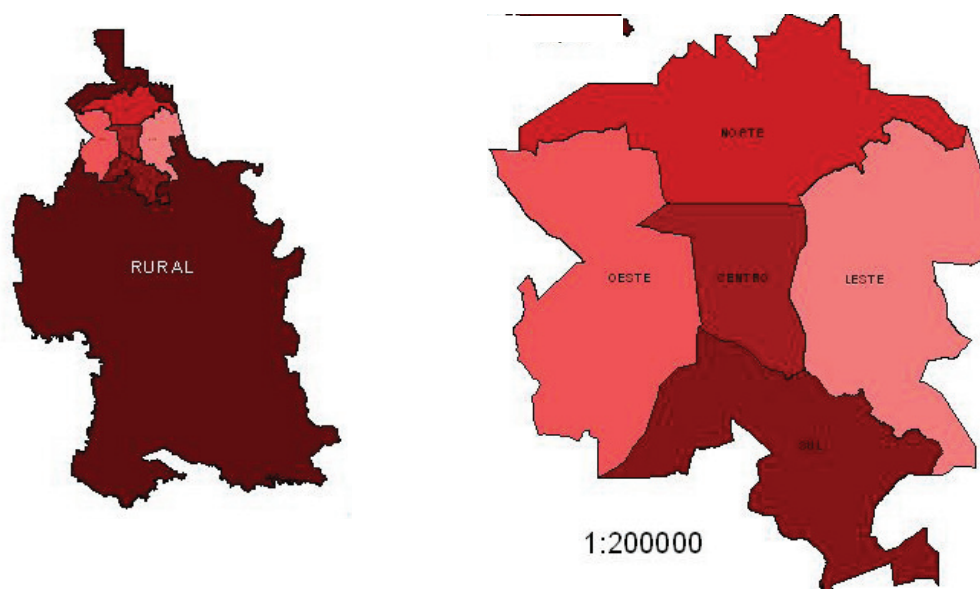 RURAL
NORTE
OESTE
CENTRO
LESTE
SUL
1:200000